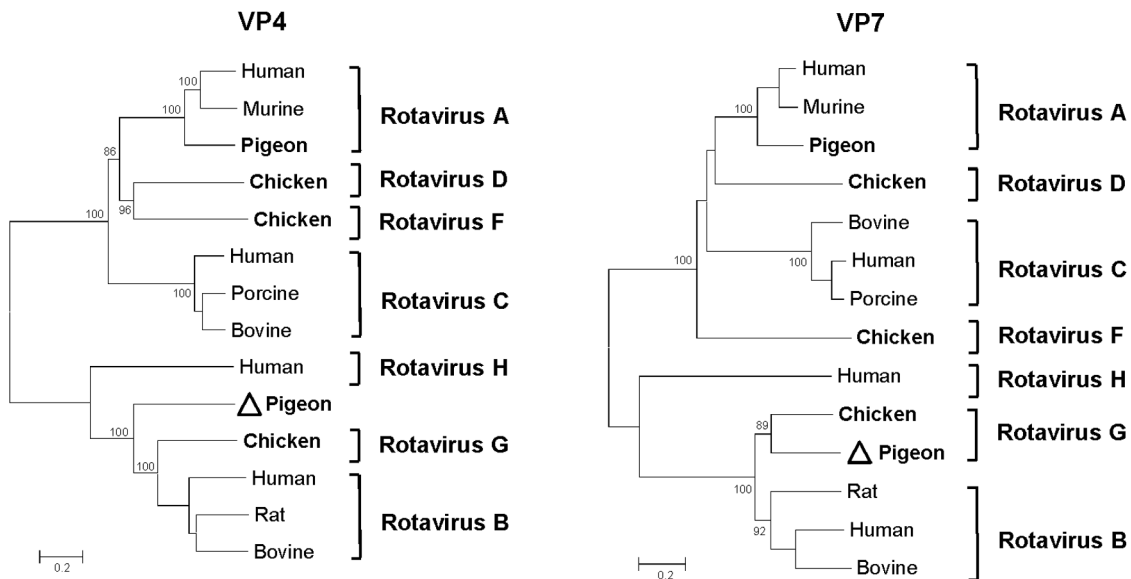 VP4
Human
100
Murine
100
Rotavirus A
Pigeon
86
Chicken
Rotavirus D
96
Chicken
Rotavirus F
100
Human
100
Porcine
Rotavirus C
Bovine
Human
Rotavirus H
Pigeon
100
Chicken
Rotavirus G
100
Human
Rat
Rotavirus B
Bovine
0.2
VP7
Human
100
Murine
Rotavirus A
Pigeon
Chicken
Rotavirus D
Bovine
100
100
Human
Rotavirus C
Porcine
Chicken
Rotavirus F
Human
Rotavirus H
Chicken
89
Rotavirus G
Pigeon
100
Rat
92
Human
Rotavirus B
Bovine
0.2